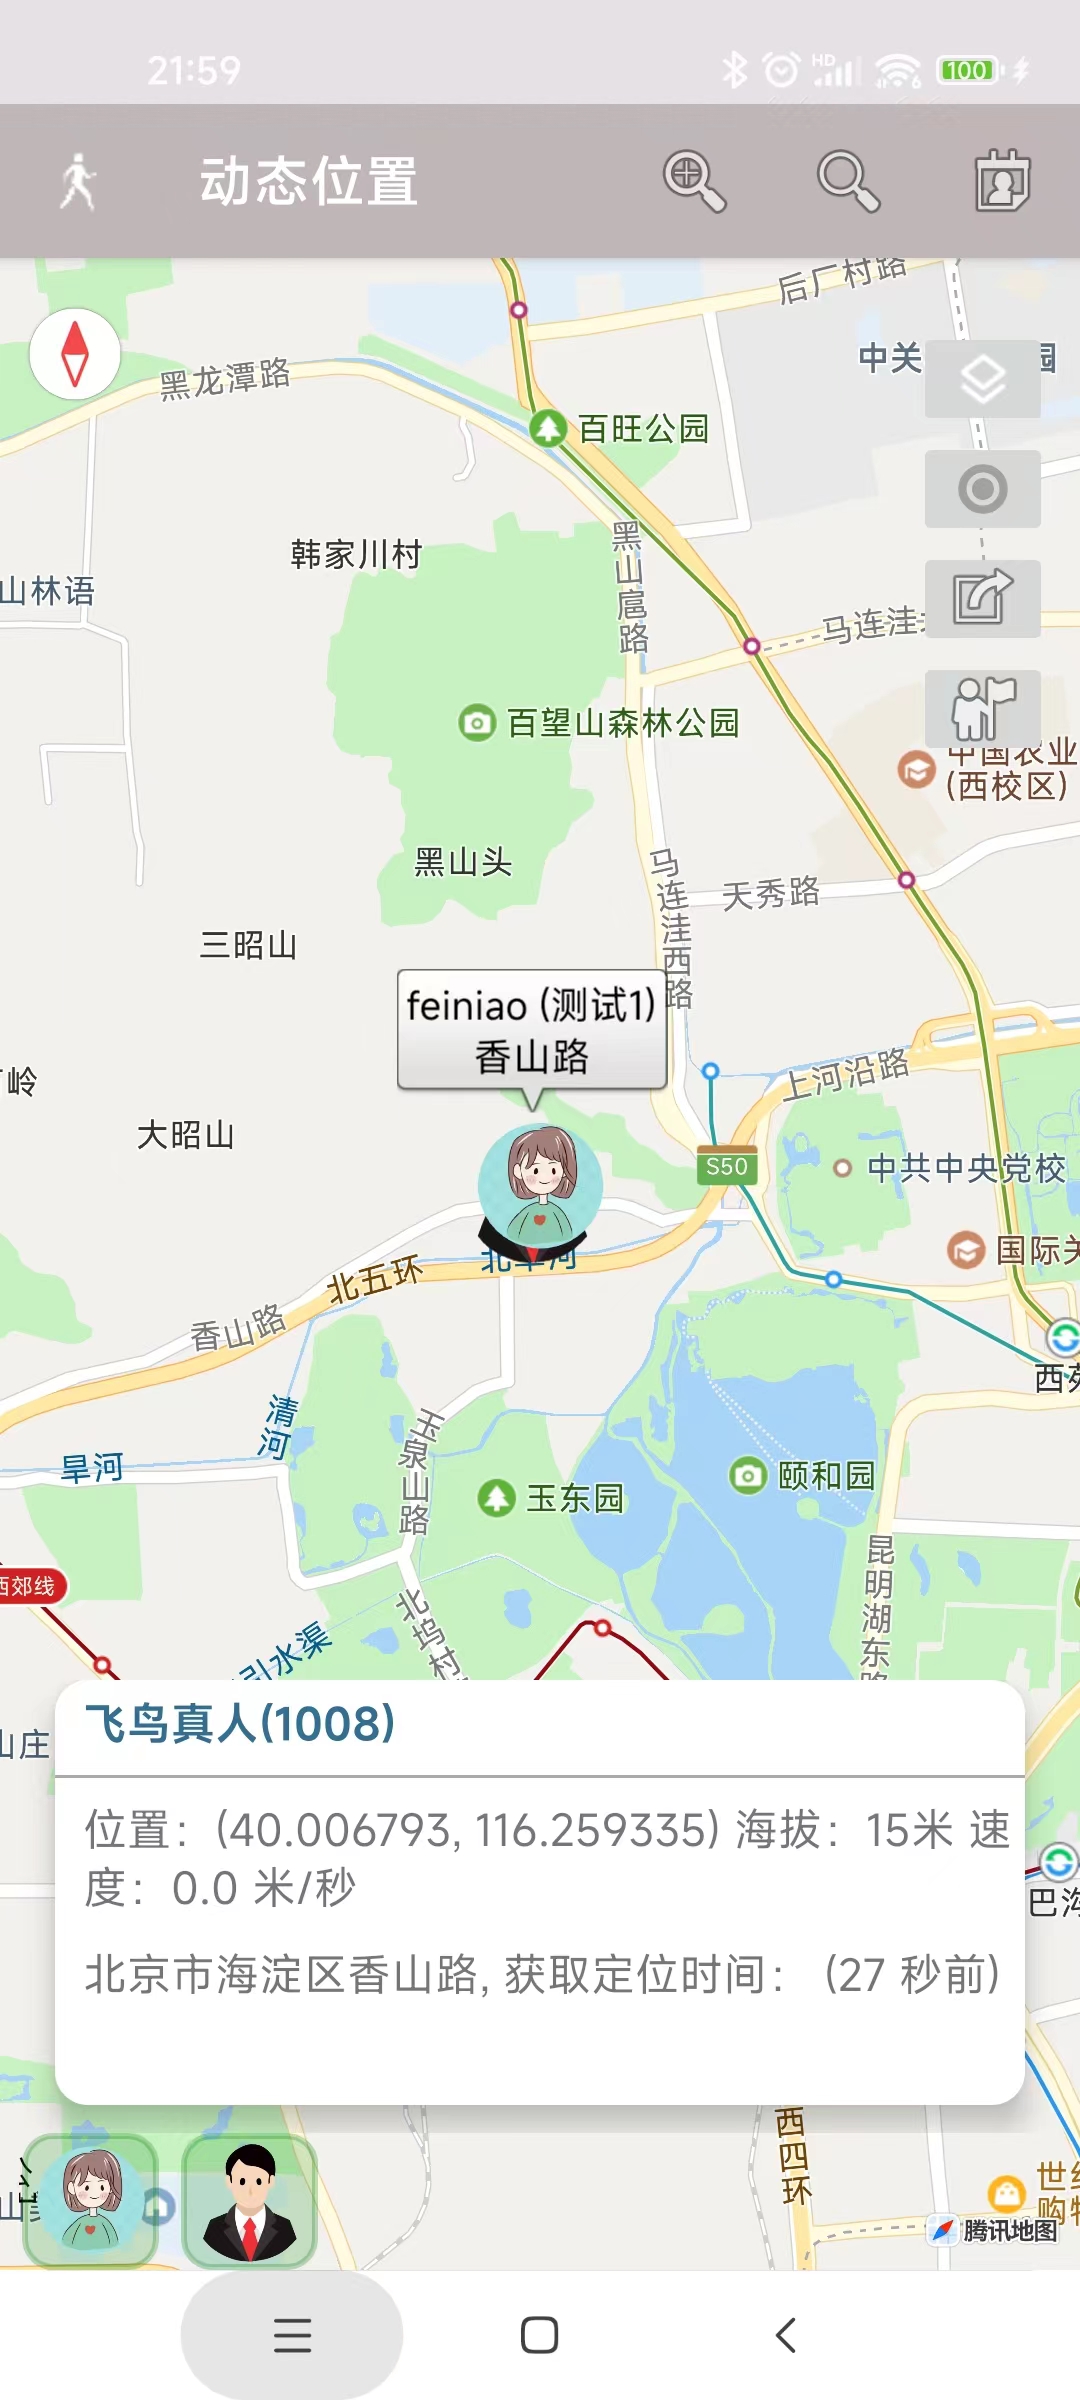 21:59
HD
6
100
动态位置
后厂村路
中关
园
黑龙潭路
百旺公园
韩家川村
黑山扈路
山林语
马连洼
百望山森林公园
中国农业
(西校区)
黑山头
马连洼西路
天秀路
三昭山
feiniao (测试1)
香山路
岭
上河沿路
大昭山
S50
中共中央党校
国际关
北五环
香山路
西苑
清河
旱河
玉泉山路
玉东园
颐和园
昆明湖东路
西郊线
北坞村
引水渠
山庄
飞鸟真人(1008)
位置：(40.006793, 116.259335) 海拔：15米 速
度：0.0 米/秒
北京市海淀区香山路, 获取定位时间： (27 秒前)
巴沟
西四环
世纪
购物
山
腾讯地图